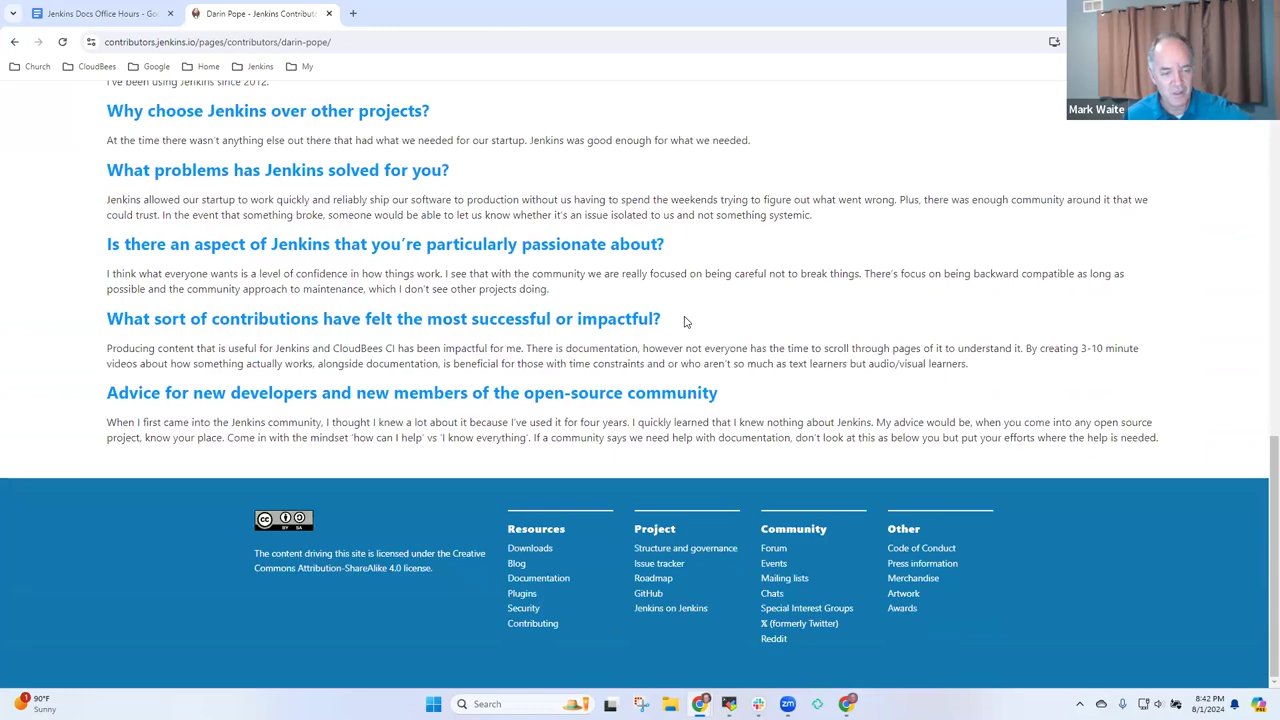 Jenkins Docs Office Hours - Go
Darin Pope - Jenkins Contribut
contributors.jenkins.io/pages/contributors/darin-pope/
Church
CloudBees
Google
Home
Jenkins
My
Mark Waite
I've been using Jenkins since 2012.
Why choose Jenkins over other projects?
At the time there wasn't anything else out there that had what we needed for our startup. Jenkins was good enough for what we needed.
What problems has Jenkins solved for you?
Jenkins allowed our startup to work quickly and reliably ship our software to production without us having to spend the weekends trying to figure out what went wrong. Plus, there was enough community around it that we
could trust. In the event that something broke, someone would be able to let us know whether it's an issue isolated to us and not something systemic.
Is there an aspect of Jenkins that you're particularly passionate about?
I think what everyone wants is a level of confidence in how things work. I see that with the community we are really focused on being careful not to break things. There's focus on being backward compatible as long as
possible and the community approach to maintenance, which I don't see other projects doing.
What sort of contributions have felt the most successful or impactful?
Producing content that is useful for Jenkins and CloudBees CI has been impactful for me. There is documentation, however not everyone has the time to scroll through pages of it to understand it. By creating 3-10 minute
videos about how something actually works, alongside documentation, is beneficial for those with time constraints and or who aren't so much as text learners but audio/visual learners.
Advice for new developers and new members of the open-source community
When I first came into the Jenkins community, I thought I knew a lot about it because I've used it for four years. I quickly learned that I knew nothing about Jenkins. My advice would be, when you come into any open source
project, know your place. Come in with the mindset 'how can I help' vs 'I know everything'. If a community says we need help with documentation, don't look at this as below you but put your efforts where the help is needed.
CC BY SA
The content driving this site is licensed under the Creative
Commons Attribution-ShareAlike 4.0 license.
Resources
Downloads
Blog
Documentation
Plugins
Security
Contributing
Project
Structure and governance
Issue tracker
Roadmap
GitHub
Jenkins on Jenkins
Community
Forum
Events
Mailing lists
Chats
Special Interest Groups
X (formerly Twitter)
Reddit
Other
Code of Conduct
Press information
Merchandise
Artwork
Awards
1
90°F
Sunny
Search
zm
8:42 PM
8/1/2024